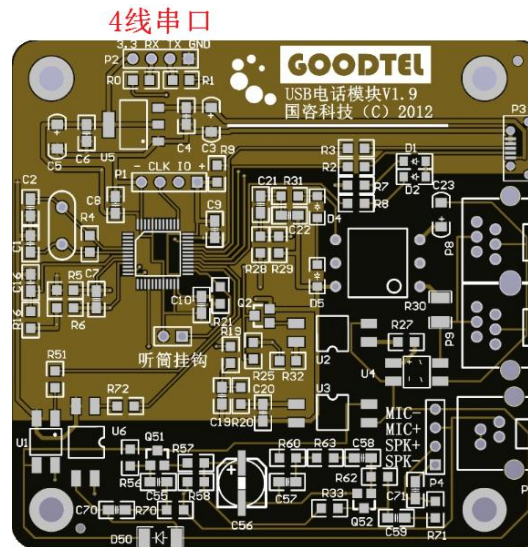 4线串口
3.3 RX TX GND
P2
R0
R1
GOODTEL
USB电话模块V1.9
国咨科技（C）2012
P3
U5
C4
C3
C5
C6
R9
R3
D1
R2
D2
P1
- CLK IO +
R7
R8
C2
C8
C21
R31
C23
R4
C9
C22
D4
P8
C1
R28
R29
C16
R5
C7
C10
D5
R30
R6
R21
Q2
R16
R19
R27
P9
听筒挂钩
U2
R51
R25
R32
U4
R72
U3
C20
MIC-
MIC+
SPK+
SPK-
C19
R20
U1
U6
Q51
R57
R60
R63
C58
R56
R62
P4
C55
R58
C57
C71
C70
R70
C56
R33
Q52
C59
R71
D50